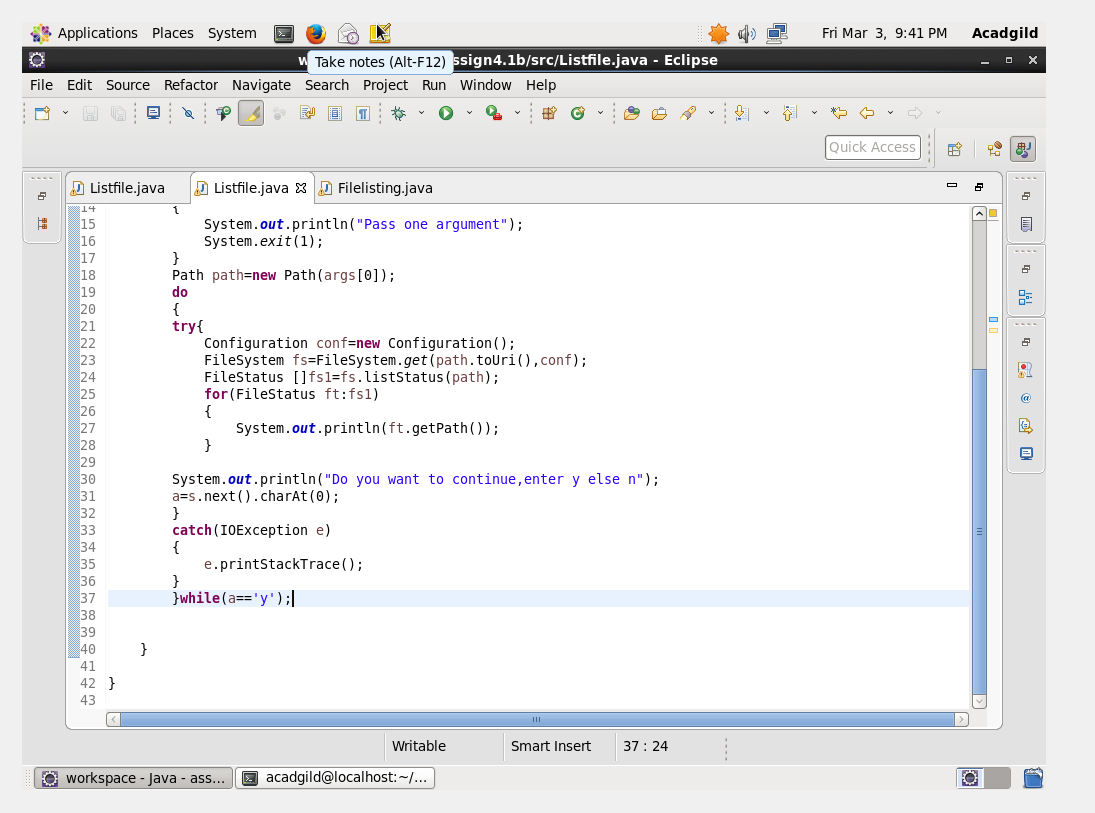 Applications Places System Fri Mar 3, 9:41 PM Acadgild
Take notes (Alt-F12)
ssign4.1b/src/Listfile.java - Eclipse
File Edit Source Refactor Navigate Search Project Run Window Help
Quick Access
Listfile.java Listfile.java Filelisting.java
14 {
15 System.out.println("Pass one argument");
16 System.exit(1);
17 }
18 Path path=new Path(args[0]);
19 do
20 {
21 try{
22 Configuration conf=new Configuration();
23 FileSystem fs=FileSystem.get(path.toUri(),conf);
24 FileStatus []fs1=fs.listStatus(path);
25 for(FileStatus ft:fs1)
26 {
27 System.out.println(ft.getPath());
28 }
29
30 System.out.println("Do you want to continue,enter y else n");
31 a=s.next().charAt(0);
32 }
33 catch(IOException e)
34 {
35 e.printStackTrace();
36 }
37 }while(a=='y');
38
39
40 }
41
42 }
43
Writable Smart Insert 37 : 24
workspace - Java - ass... acadgild@localhost:~/...